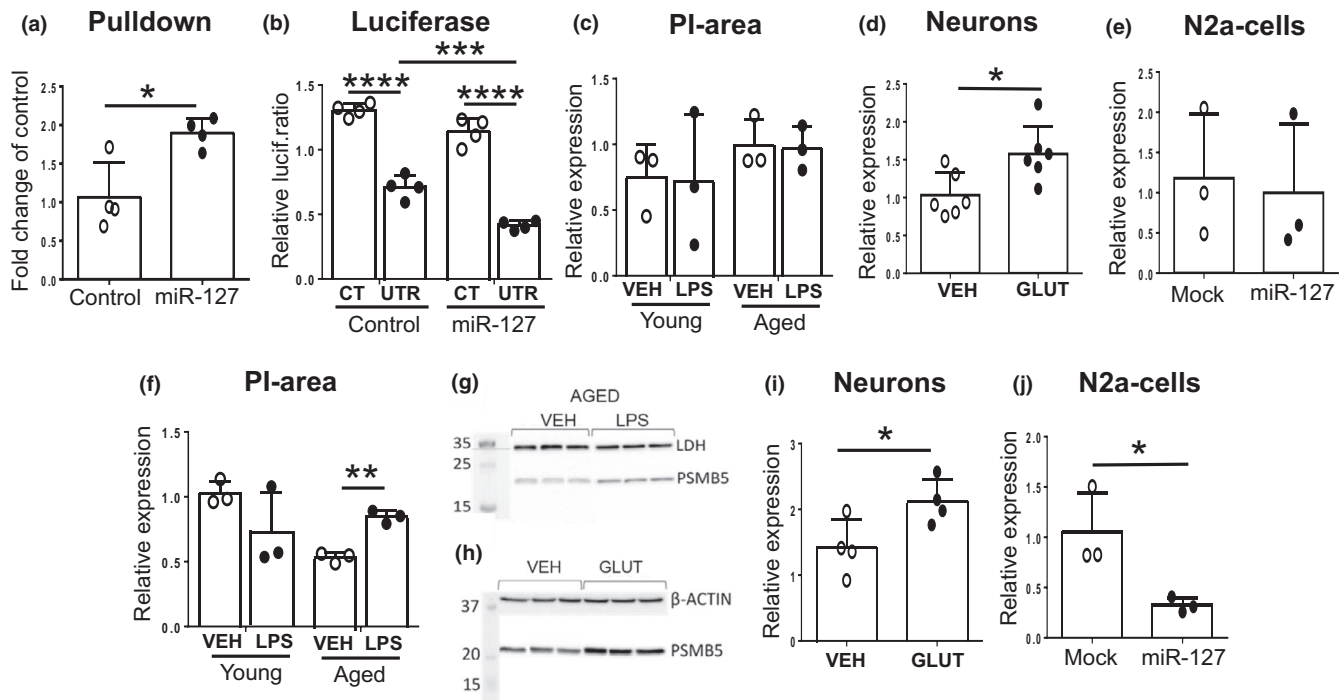 (a) Pulldown
Fold change of control
2.5
2.0
1.5
1.0
0.5
0.0
*
Control miR-127
(b) Luciferase
Relative lucif.ratio
1.5
1.0
0.5
0.0
****
***
****
CT UTR CT UTR
Control miR-127
(c) PI-area
Relative expression
1.5
1.0
0.5
0.0
VEH LPS VEH LPS
Young Aged
(d) Neurons
Relative expression
2.5
2.0
1.5
1.0
0.5
0.0
*
VEH GLUT
(e) N2a-cells
Relative expression
2.5
2.0
1.5
1.0
0.5
0.0
Mock miR-127
(f) PI-area
Relative expression
1.5
1.0
0.5
0.0
**
VEH LPS VEH LPS
Young Aged
(g)
AGED
VEH LPS
35
25
15
LDH
PSMB5
(h)
VEH GLUT
37
20
15
β-ACTIN
PSMB5
(i) Neurons
Relative expression
3
2
1
0
*
VEH GLUT
(j) N2a-cells
Relative expression
2.0
1.5
1.0
0.5
0.0
*
Mock miR-127